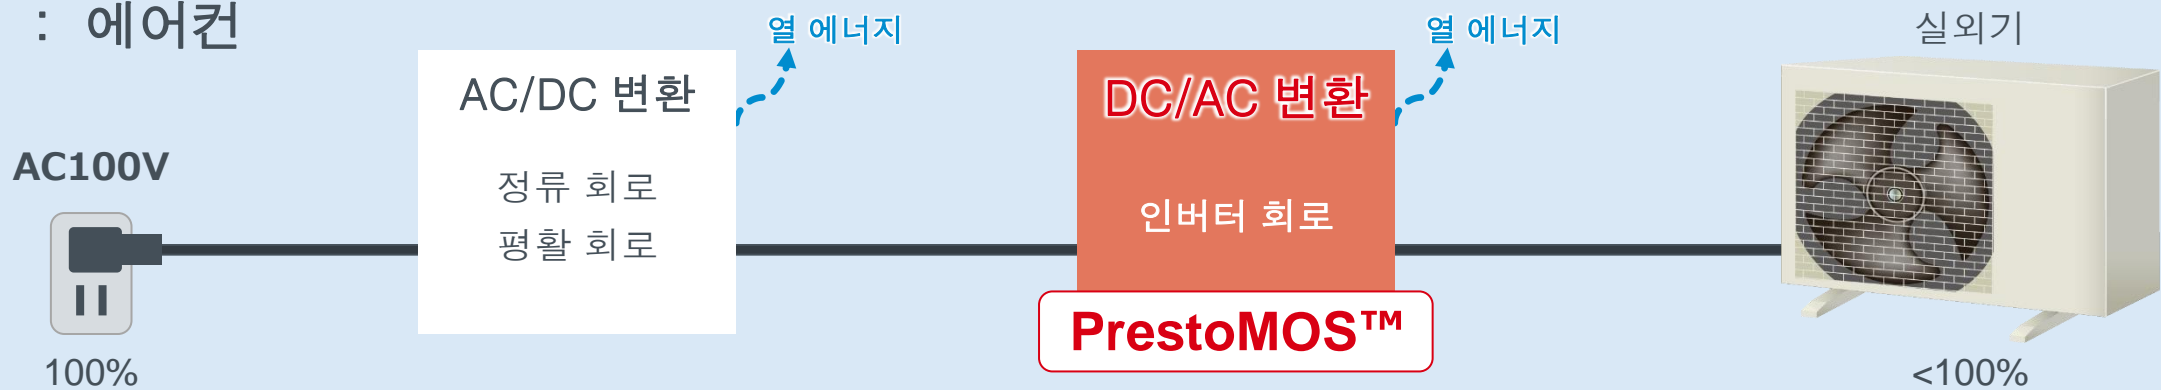 : 에어컨
열 에너지
열 에너지
실외기
AC/DC 변환
DC/AC 변환
AC100V
정류 회로
평활 회로
인버터 회로
PrestoMOS™
100%
<100%